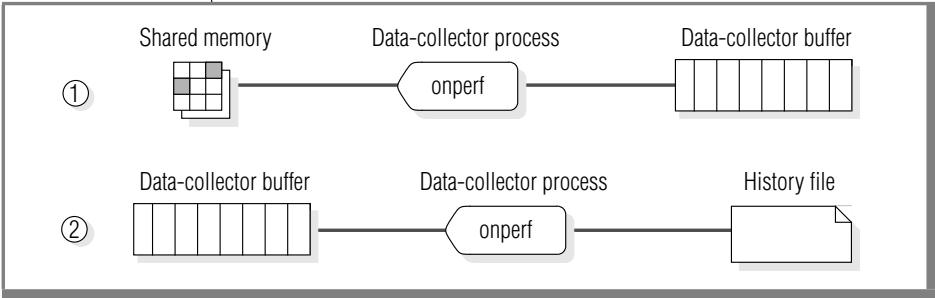 Shared memory Data-collector process Data-collector buffer
① onperf
Data-collector buffer Data-collector process History file
② onperf